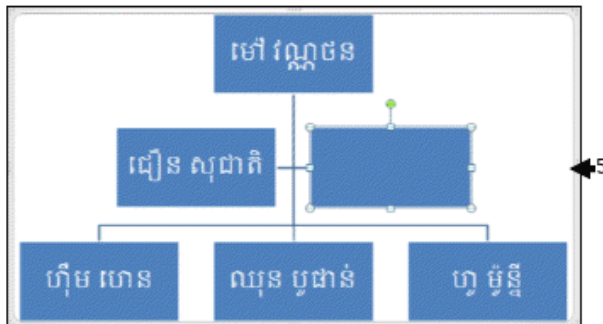 ម៉ៅ វណ្ណថន
ជឿន សុជាតិ
5
ហ៊ឹម ហេន
ឈុន បូផាន់
ហូ ម៉ូន្នី